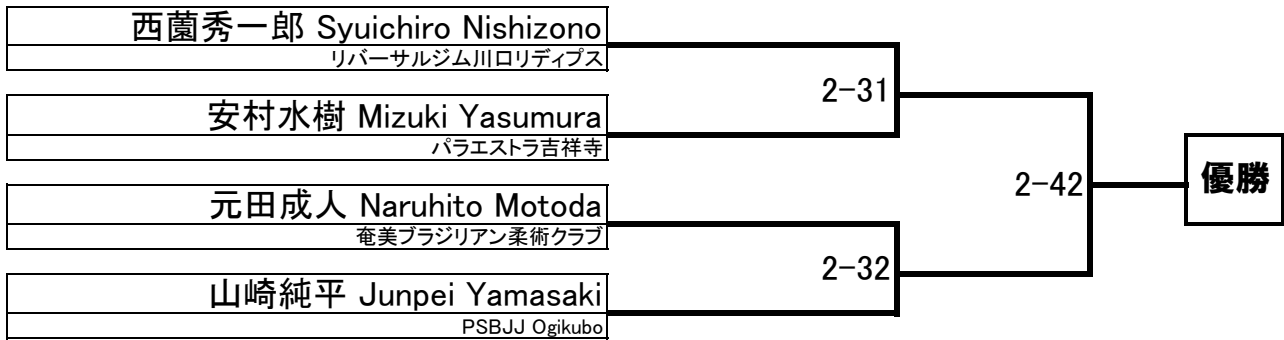 西薗秀一郎 Syuichiro Nishizono
リバーサルジム川口リディプス
安村水樹 Mizuki Yasumura
パラエストラ吉祥寺
元田成人 Naruhito Motoda
奄美ブラジリアン柔術クラブ
山崎純平 Junpei Yamasaki
PSBJJ Ogikubo
2-31
2-32
2-42
優勝